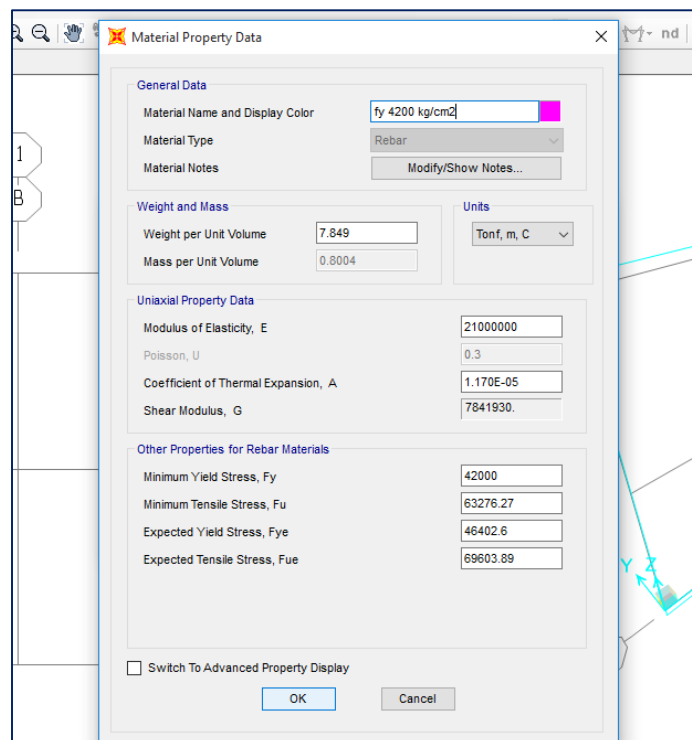 Material Property Data
nd
1
B
General Data
Material Name and Display Color fy 4200 kg/cm2
Material Type Rebar
Material Notes Modify/Show Notes...
Weight and Mass Units
Weight per Unit Volume 7.849 Tonf, m, C
Mass per Unit Volume 0.8004
Uniaxial Property Data
Modulus of Elasticity, E 21000000
Poisson, U 0.3
Coefficient of Thermal Expansion, A 1.170E-05
Shear Modulus, G 7841930.
Other Properties for Rebar Materials
Minimum Yield Stress, Fy 42000
Minimum Tensile Stress, Fu 63276.27
Expected Yield Stress, Fye 46402.6
Expected Tensile Stress, Fue 69603.89
Y Z
Switch To Advanced Property Display
OK Cancel